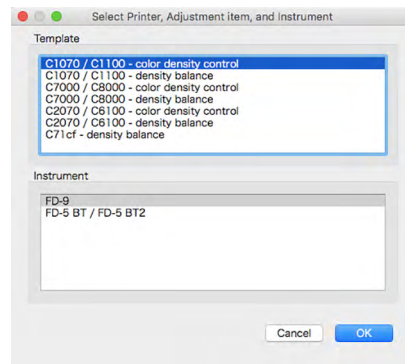 Select Printer, Adjustment item, and Instrument
Template
C1070 / C1100 - color density control
C1070 / C1100 - density balance
C7000 / C8000 - color density control
C7000 / C8000 - density balance
C2070 / C6100 - color density control
C2070 / C6100 - density balance
C71cf - density balance
Instrument
FD-9
FD-5 BT / FD-5 BT2
Cancel
OK